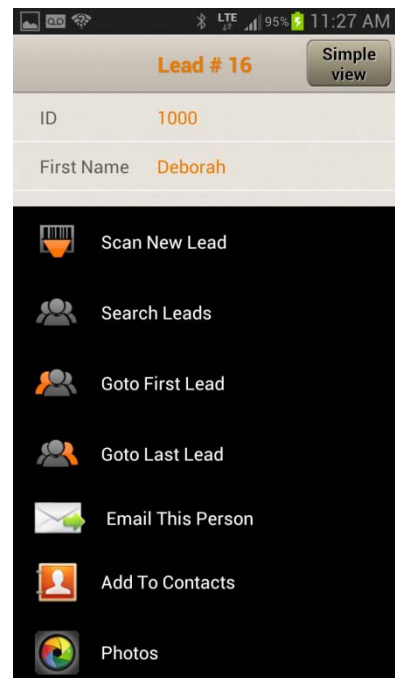 LTE 95% 11:27 AM
Lead # 16
Simple
view
ID 1000
First Name Deborah
Scan New Lead
Search Leads
Goto First Lead
Goto Last Lead
Email This Person
Add To Contacts
Photos